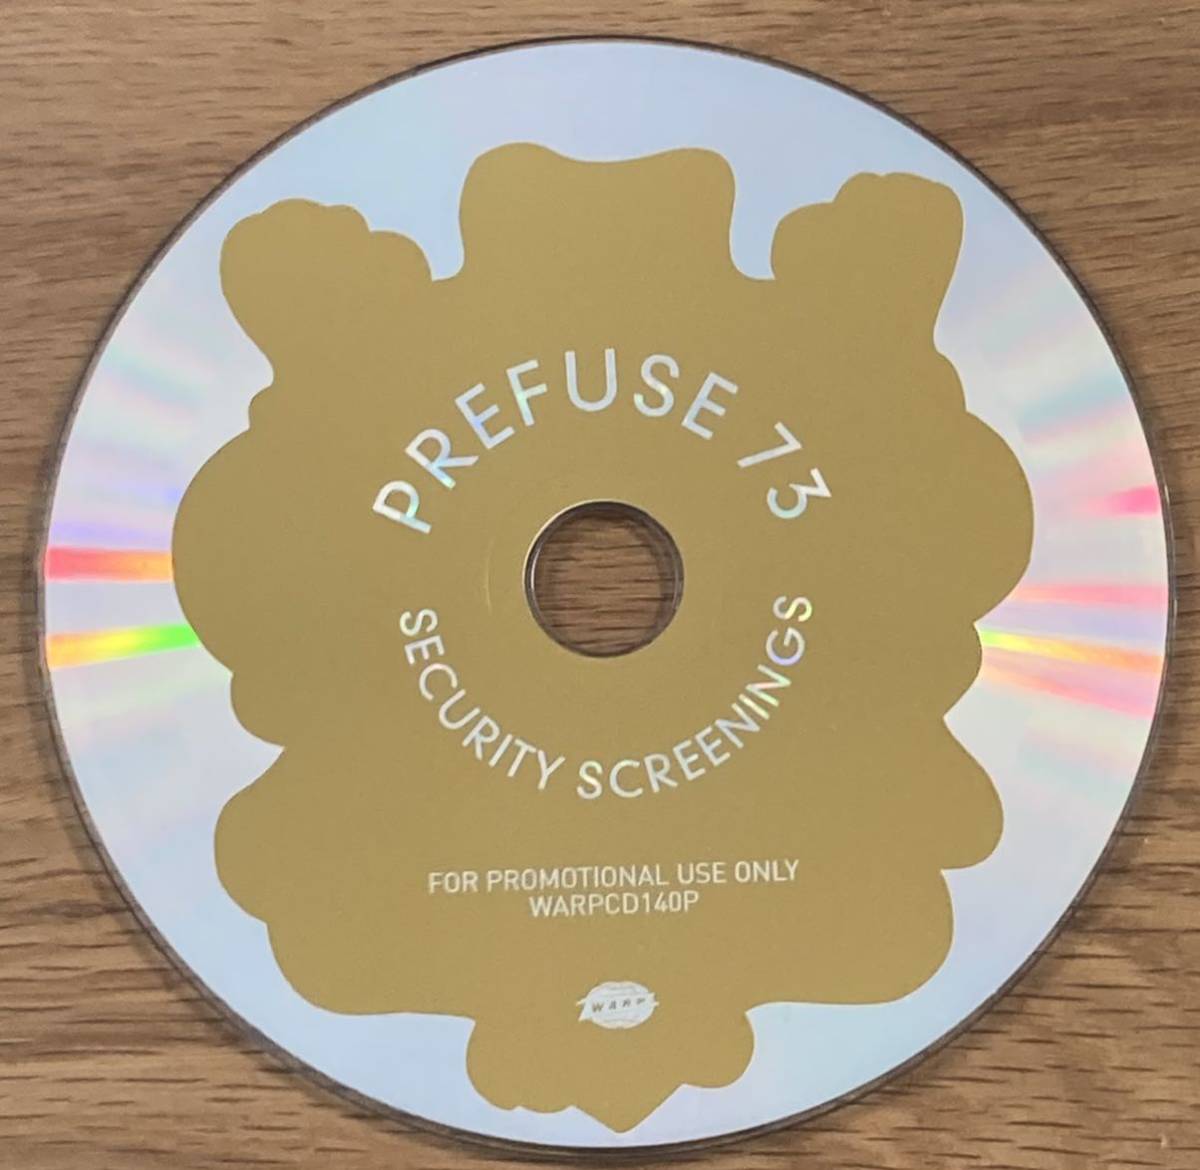 PREFUSE 73
SECURITY SCREENINGS
FOR PROMOTIONAL USE ONLY
WARPCD140P
WARP